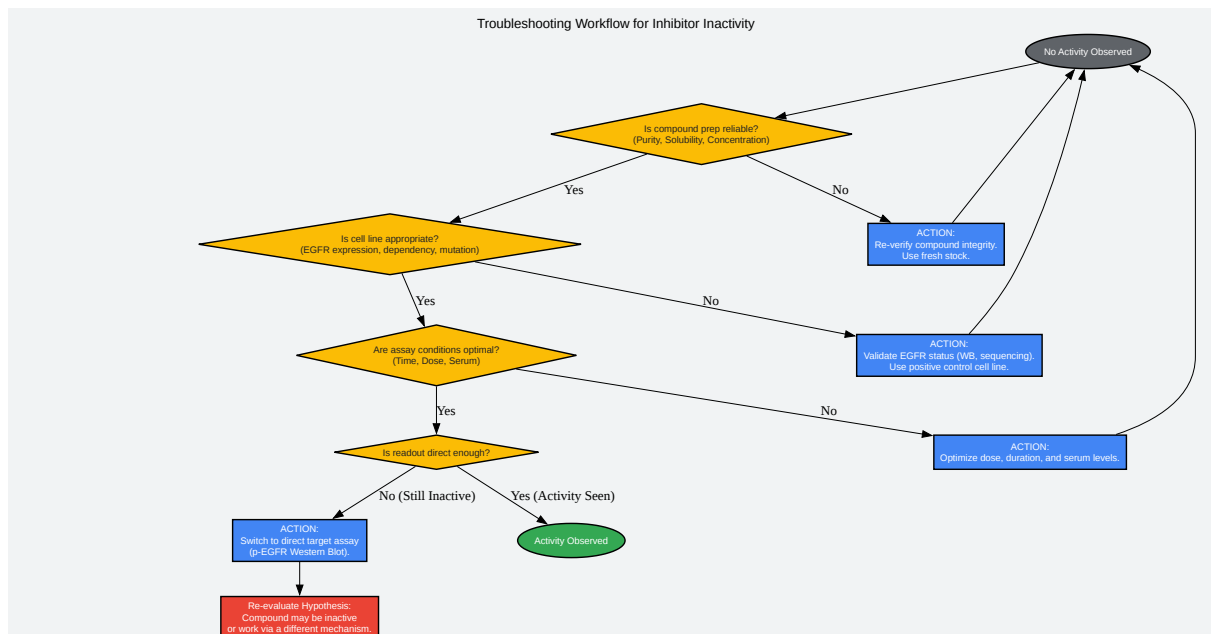 Troubleshooting Workflow for Inhibitor Inactivity
No Activity Observed
Is compound prep reliable?
(Purity, Solubility, Concentration)
Yes
No
Is cell line appropriate?
(EGFR expression, dependency, mutation)
ACTION:
Re-verify compound integrity.
Use fresh stock.
Yes
No
Are assay conditions optimal?
(Time, Dose, Serum)
ACTION:
Validate EGFR status (WB, sequencing).
Use positive control cell line.
Yes
No
Is readout direct enough?
ACTION:
Optimize dose, duration, and serum levels.
No (Still Inactive)
Yes (Activity Seen)
ACTION:
Switch to direct target assay
(p-EGFR Western Blot).
Activity Observed
Re-evaluate Hypothesis:
Compound may be inactive
or work via a different mechanism.